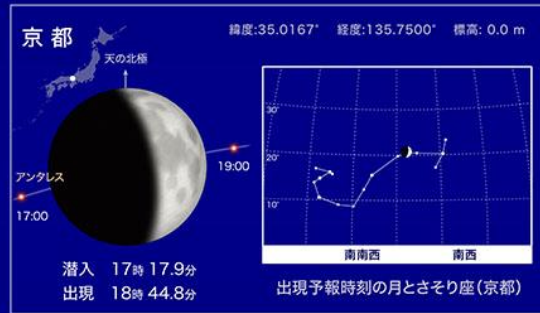 京都
緯度:35.0167° 経度:135.7500° 標高: 0.0 m
天の北極
アンタレス
17:00
19:00
潜入 17時 17.9分
出現 18時 44.8分
30°
20°
10°
南南西 南西
出現予報時刻の月とさそり座(京都)